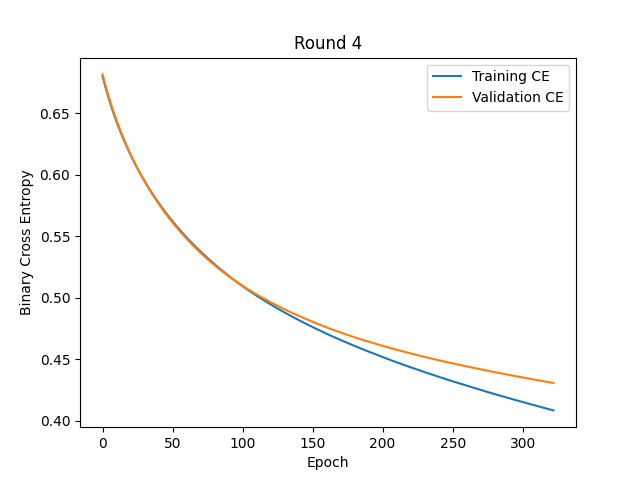 Round 4
Training CE
Validation CE
Binary Cross Entropy
0.65
0.60
0.55
0.50
0.45
0.40
0 50 100 150 200 250 300
Epoch